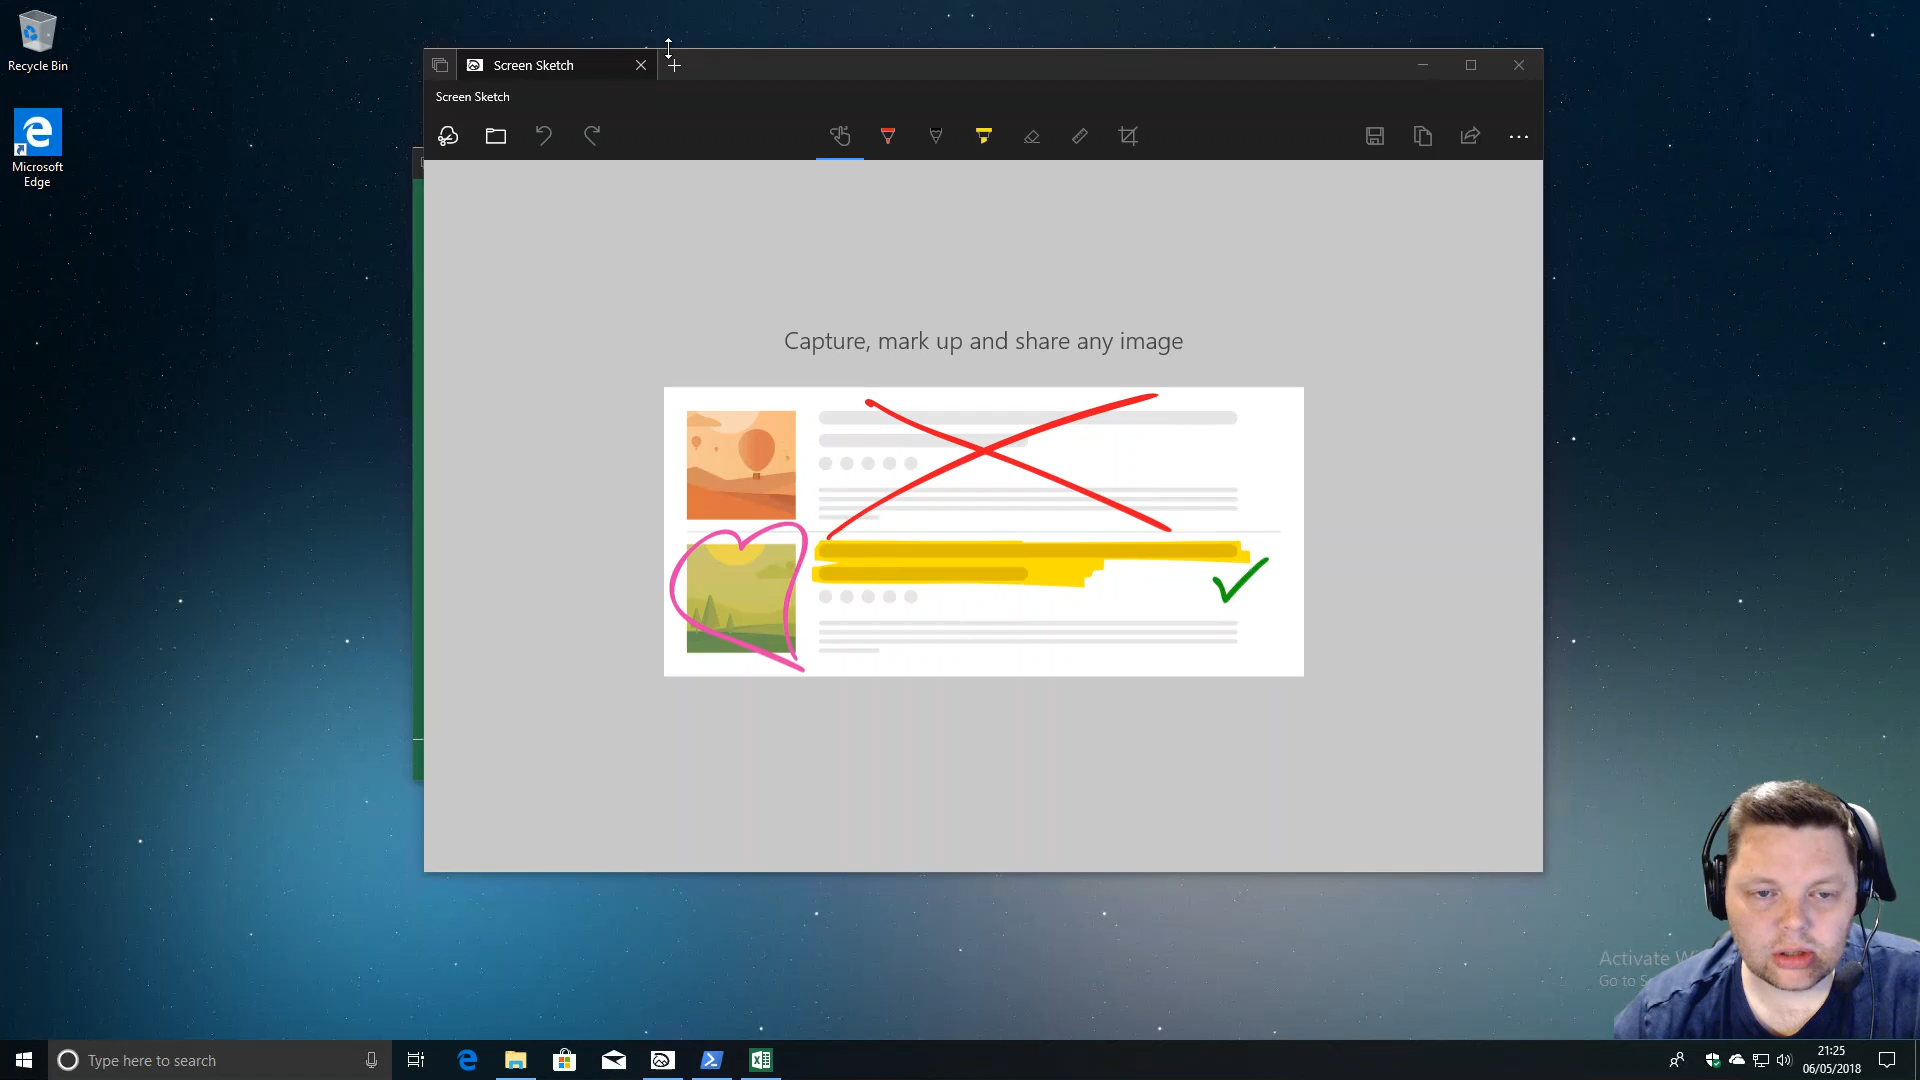 Recycle Bin
Microsoft
Edge
Screen Sketch
Screen Sketch
Capture, mark up and share any image
Activate
Go to
Type here to search
21:25
06/05/2018